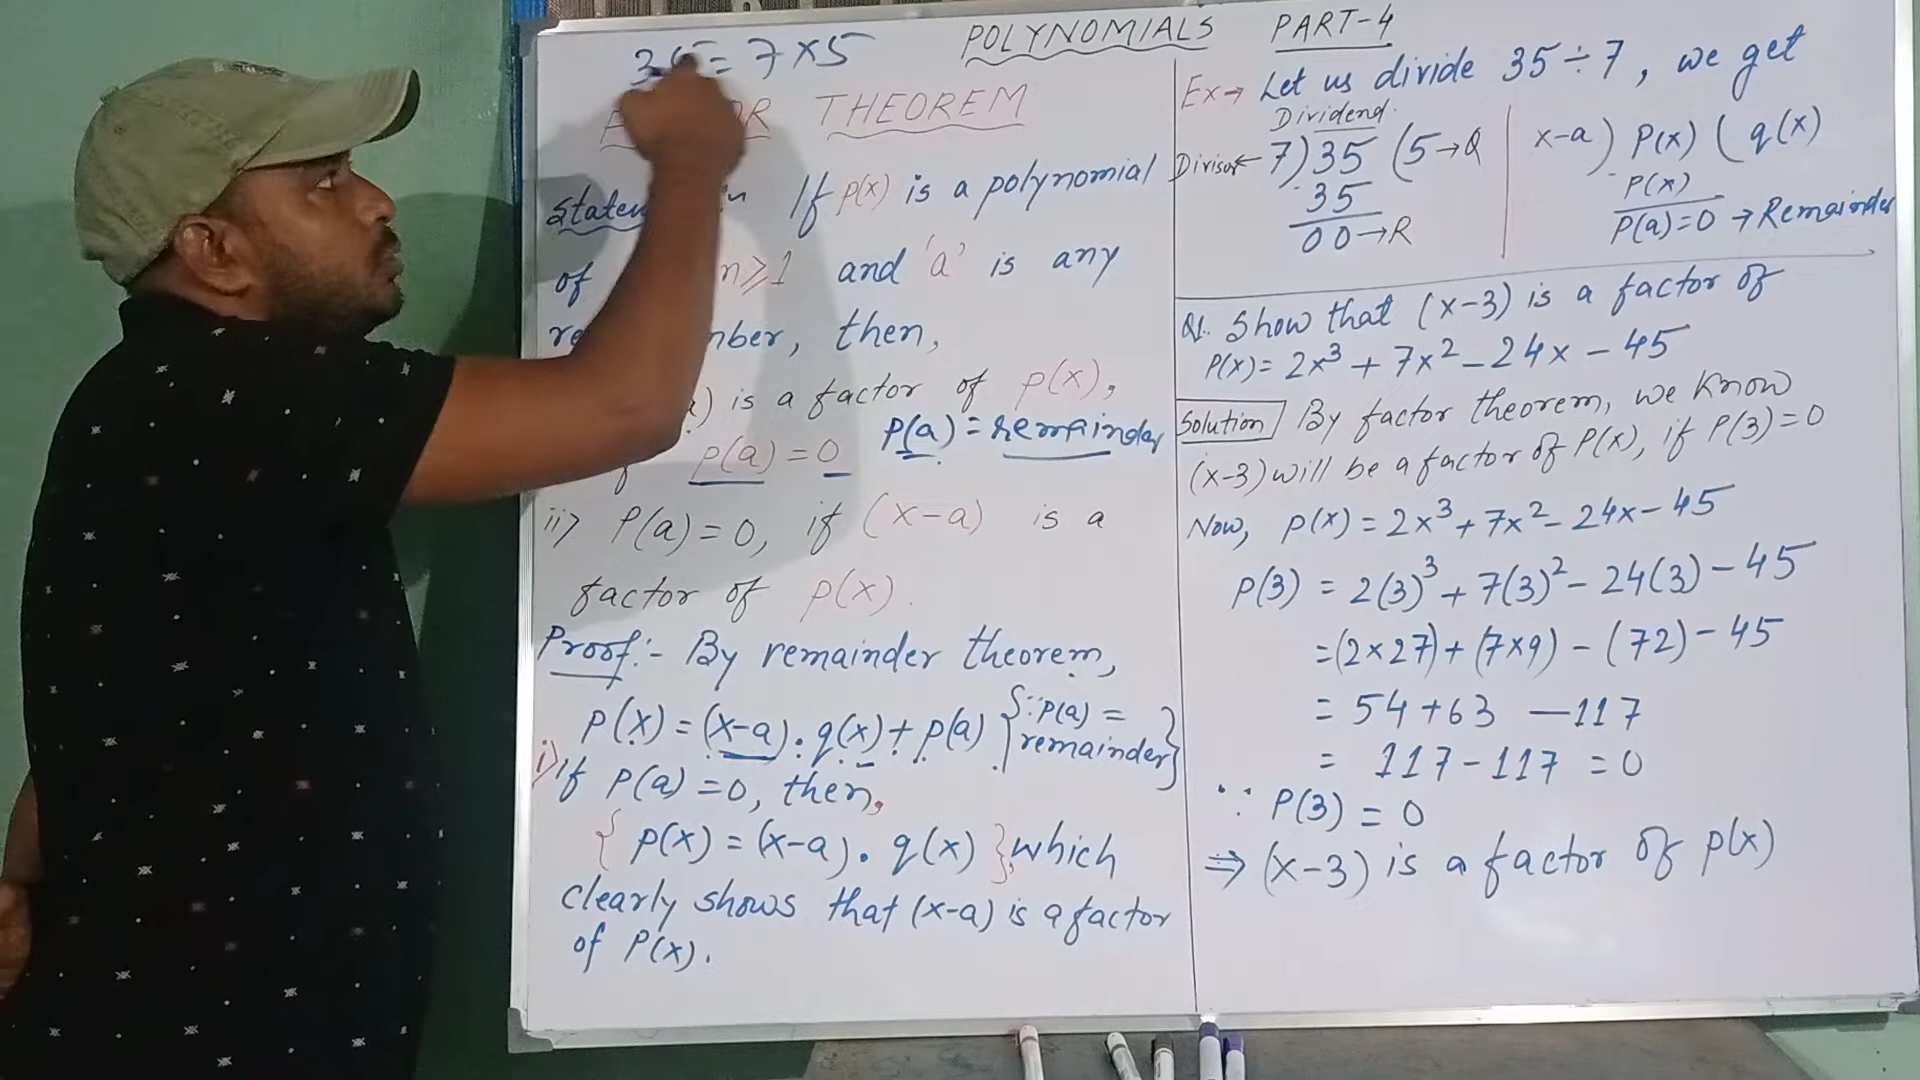 POLYNOMIALS PART-4
35 = 7 × 5
THEOREM
If p(x) is a polynomial
of n ⩾ 1 and 'a' is any
then,
is a factor of p(x),
p(a) = 0 p(a) = remainder
ii> P(a) = 0, if (x-a) is a
factor of p(x).
Proof:- By remainder theorem,
p(x) = (x-a) . q(x) + p(a) {∵ p(a) =
remainder}
i> If p(a) = 0, then,
{ p(x) = (x-a) . q(x) }, which
clearly shows that (x-a) is a factor
of P(x).
Ex→ Let us divide 35 ÷ 7, we get
Dividend.
Divisor← 7) 35 (5→Q
35
00→R
x-a) P(x) ( q(x)
P(x)
P(a)=0 → Remainder
Q1. Show that (x-3) is a factor of
P(x) = 2x³ + 7x² - 24x - 45
Solution By factor theorem, we know
(x-3) will be a factor of P(x), if P(3) = 0
Now, p(x) = 2x³ + 7x² - 24x - 45
P(3) = 2(3)³ + 7(3)² - 24(3) - 45
= (2×27) + (7×9) - (72) - 45
= 54 + 63 - 117
= 117 - 117 = 0
∵ P(3) = 0
⇒ (x-3) is a factor of p(x)